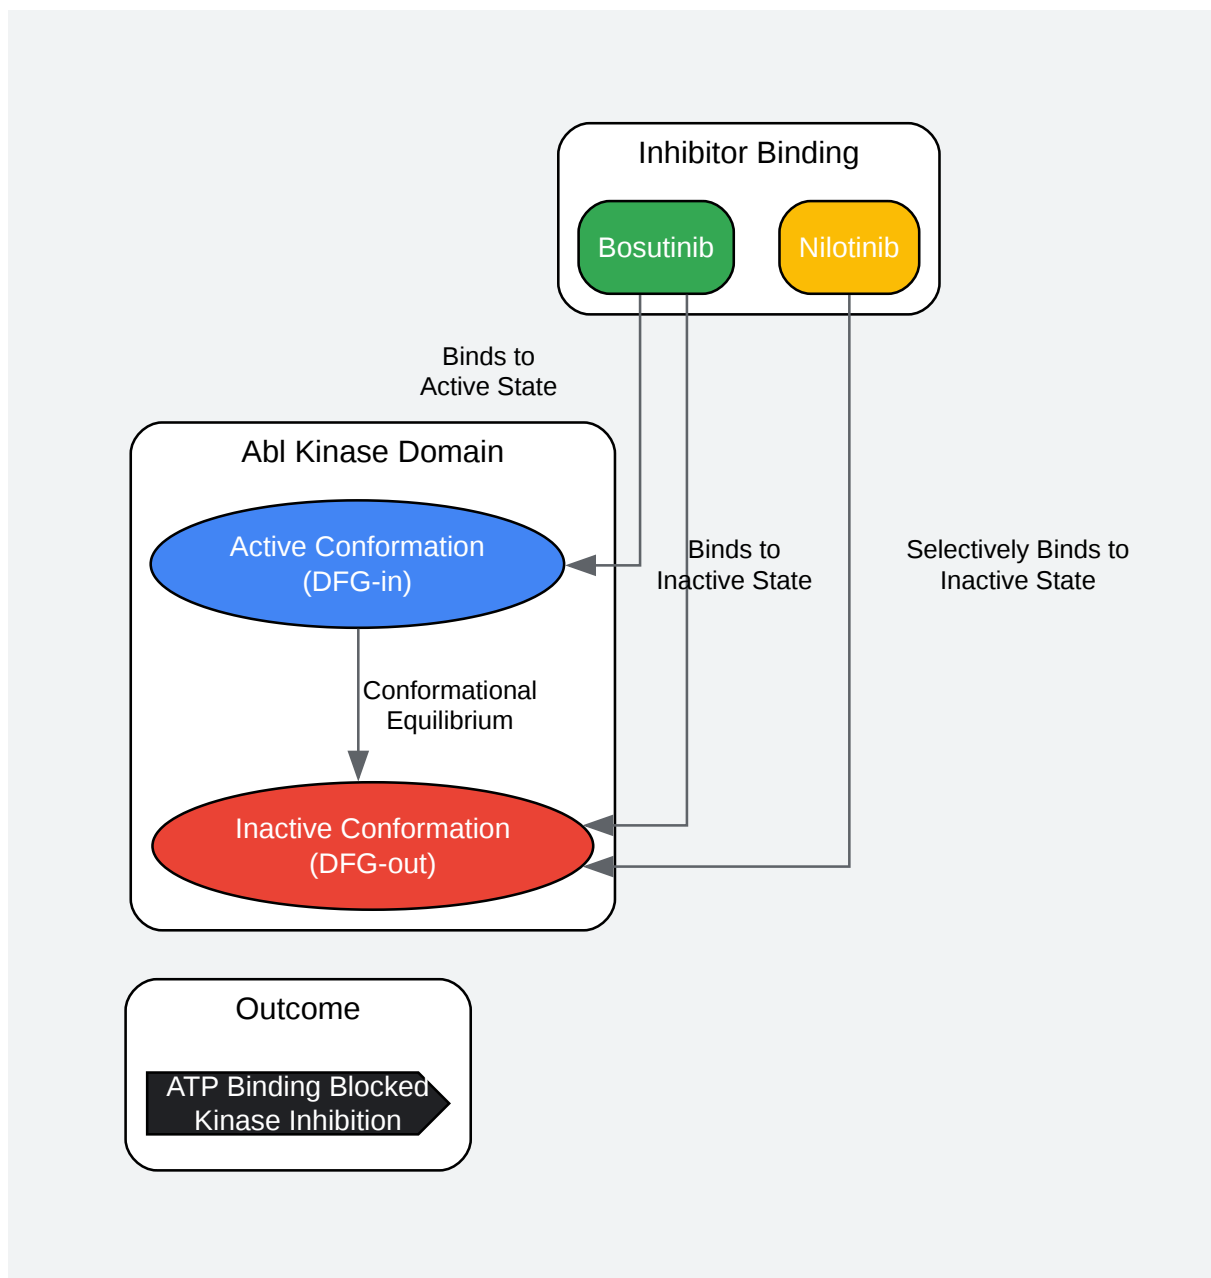 Inhibitor Binding
Bosutinib
Nilotinib
Binds to
Active State
Abl Kinase Domain
Active Conformation
(DFG-in)
Binds to
Inactive State
Selectively Binds to
Inactive State
Conformational
Equilibrium
Inactive Conformation
(DFG-out)
Outcome
ATP Binding Blocked
Kinase Inhibition